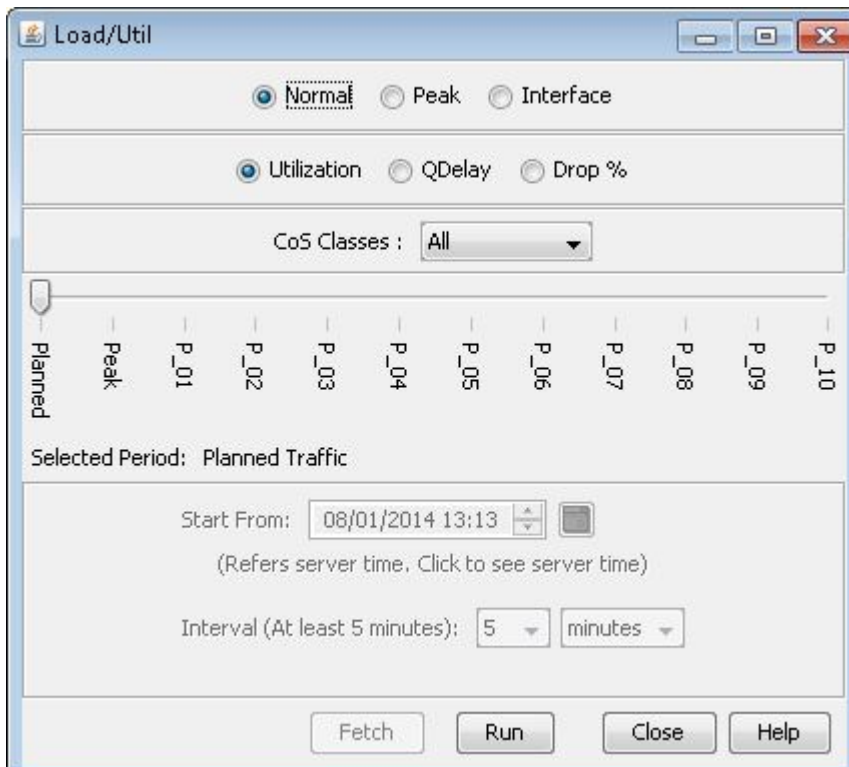 Load/Util
Normal Peak Interface
Utilization QDelay Drop %
CoS Classes : All
Planned Peak P_01 P_02 P_03 P_04 P_05 P_06 P_07 P_08 P_09 P_10
Selected Period: Planned Traffic
Start From: 08/01/2014 13:13
(Refers server time. Click to see server time)
Interval (At least 5 minutes): 5 minutes
Fetch Run Close Help